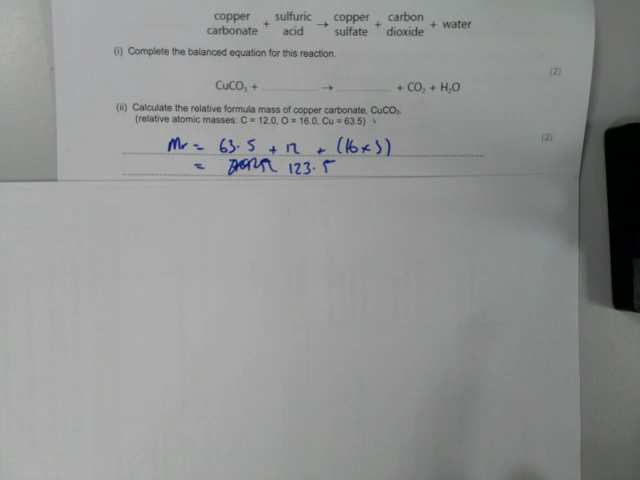 copper carbonate + sulfuric acid → copper sulfate + carbon dioxide + water
(i) Complete the balanced equation for this reaction.
(2)
CuCO₃ + .................... → .................... + CO₂ + H₂O
(ii) Calculate the relative formula mass of copper carbonate, CuCO₃.
(relative atomic masses: C = 12.0, O = 16.0, Cu = 63.5)
(2)
Mr = 63.5 + 12 + (16×3)
= 123.5